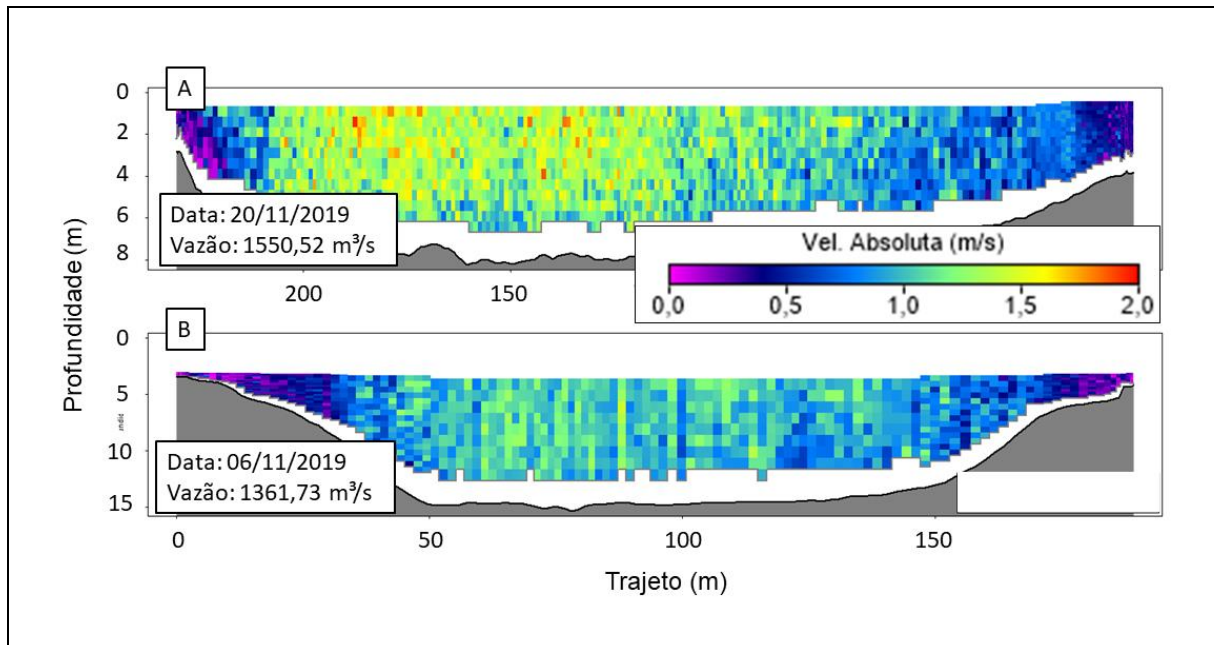 A
0
2
4
6
8
Data: 20/11/2019
Vazão: 1550,52 m³/s
200
150
Vel. Absoluta (m/s)
0,0 0,5 1,0 1,5 2,0
Profundidade (m)
B
0
5
10
15
Data: 06/11/2019
Vazão: 1361,73 m³/s
0 50 100 150
Trajeto (m)